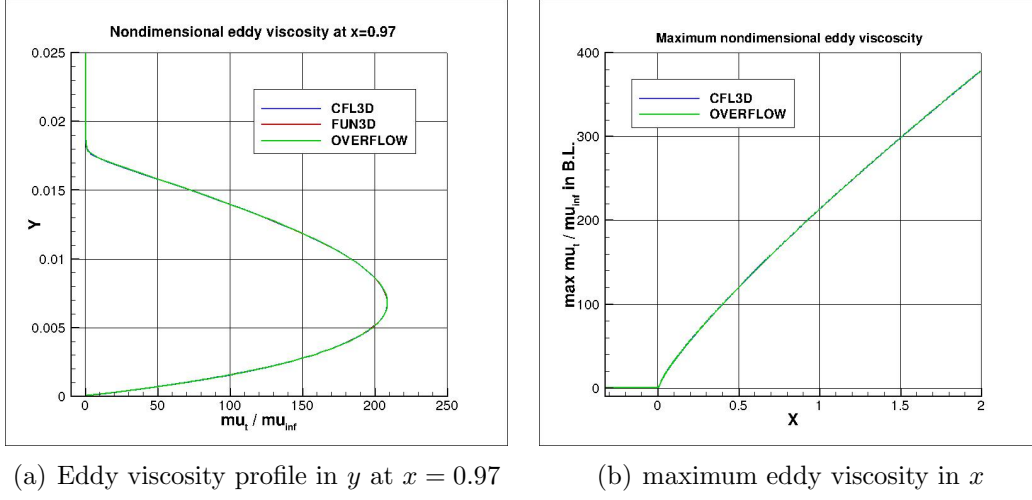 Nondimensional eddy viscosity at x=0.97
0.025
0.02
0.015
0.01
0.005
0
Y
CFL3D
FUN3D
OVERFLOW
0 50 100 150 200 250
mu_t / mu_inf
(a) Eddy viscosity profile in y at x = 0.97
Maximum nondimensional eddy viscoscity
400
300
200
100
0
max mu_t / mu_inf in B.L.
CFL3D
OVERFLOW
0 0.5 1 1.5 2
X
(b) maximum eddy viscosity in x